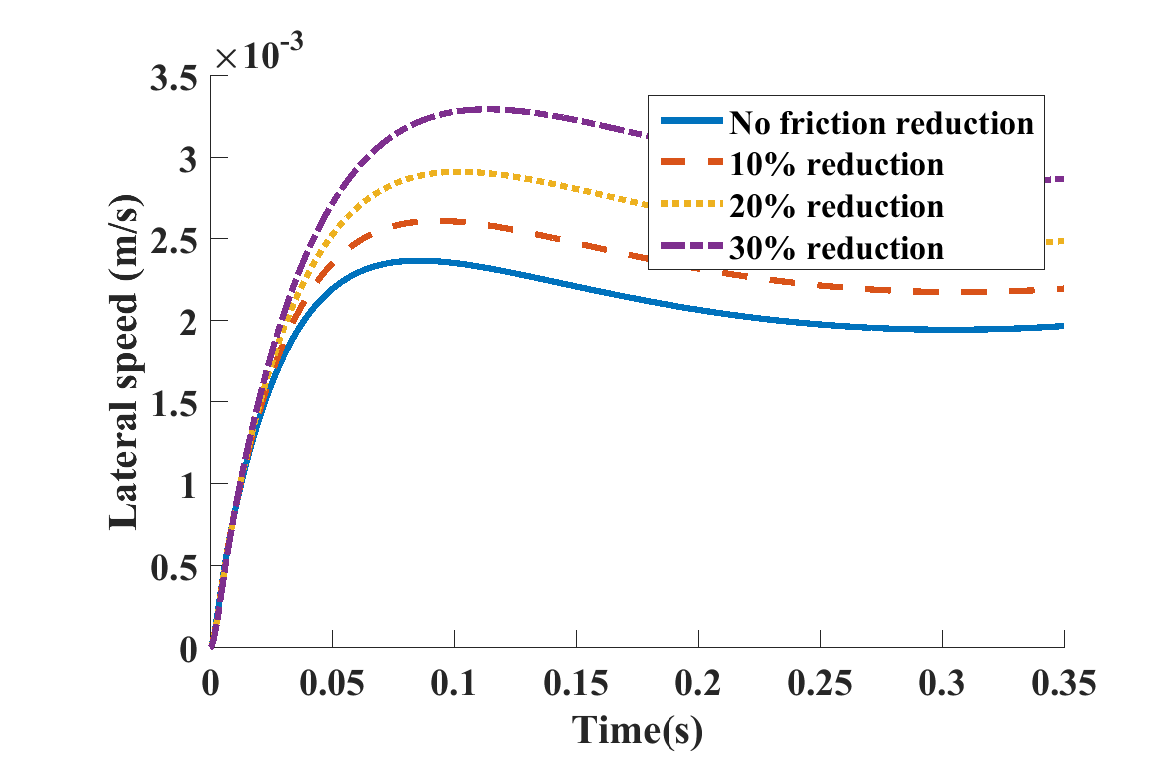 ×10-3
3.5
3
2.5
2
1.5
1
0.5
0
Lateral speed (m/s)
No friction reduction
10% reduction
20% reduction
30% reduction
0 0.05 0.1 0.15 0.2 0.25 0.3 0.35
Time(s)